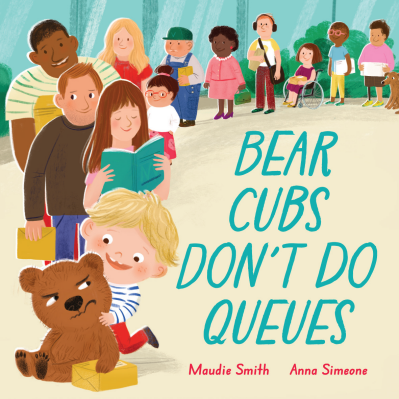 BEAR
CUBS
DON'T DO
QUEUES
Maudie Smith Anna Simeone